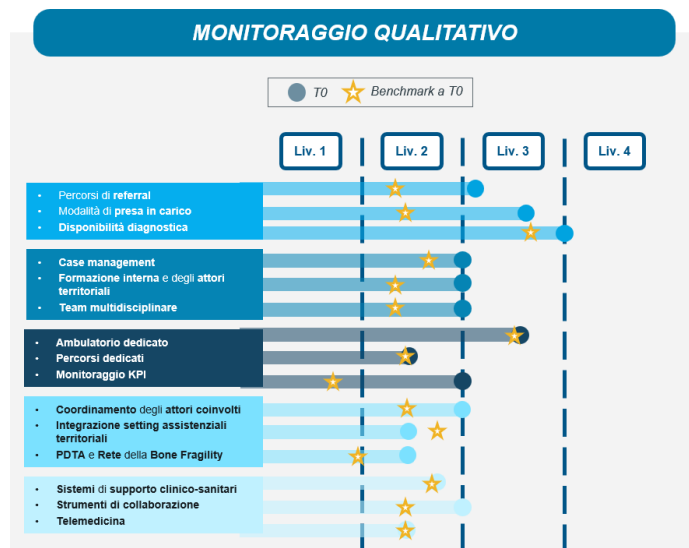 MONITORAGGIO QUALITATIVO
T0
Benchmark a T0
Liv. 1
Liv. 2
Liv. 3
Liv. 4
• Percorsi di referral
• Modalità di presa in carico
• Disponibilità diagnostica
• Case management
• Formazione interna e degli attori
territoriali
• Team multidisciplinare
• Ambulatorio dedicato
• Percorsi dedicati
• Monitoraggio KPI
• Coordinamento degli attori coinvolti
• Integrazione setting assistenziali
territoriali
• PDTA e Rete della Bone Fragility
• Sistemi di supporto clinico-sanitari
• Strumenti di collaborazione
• Telemedicina